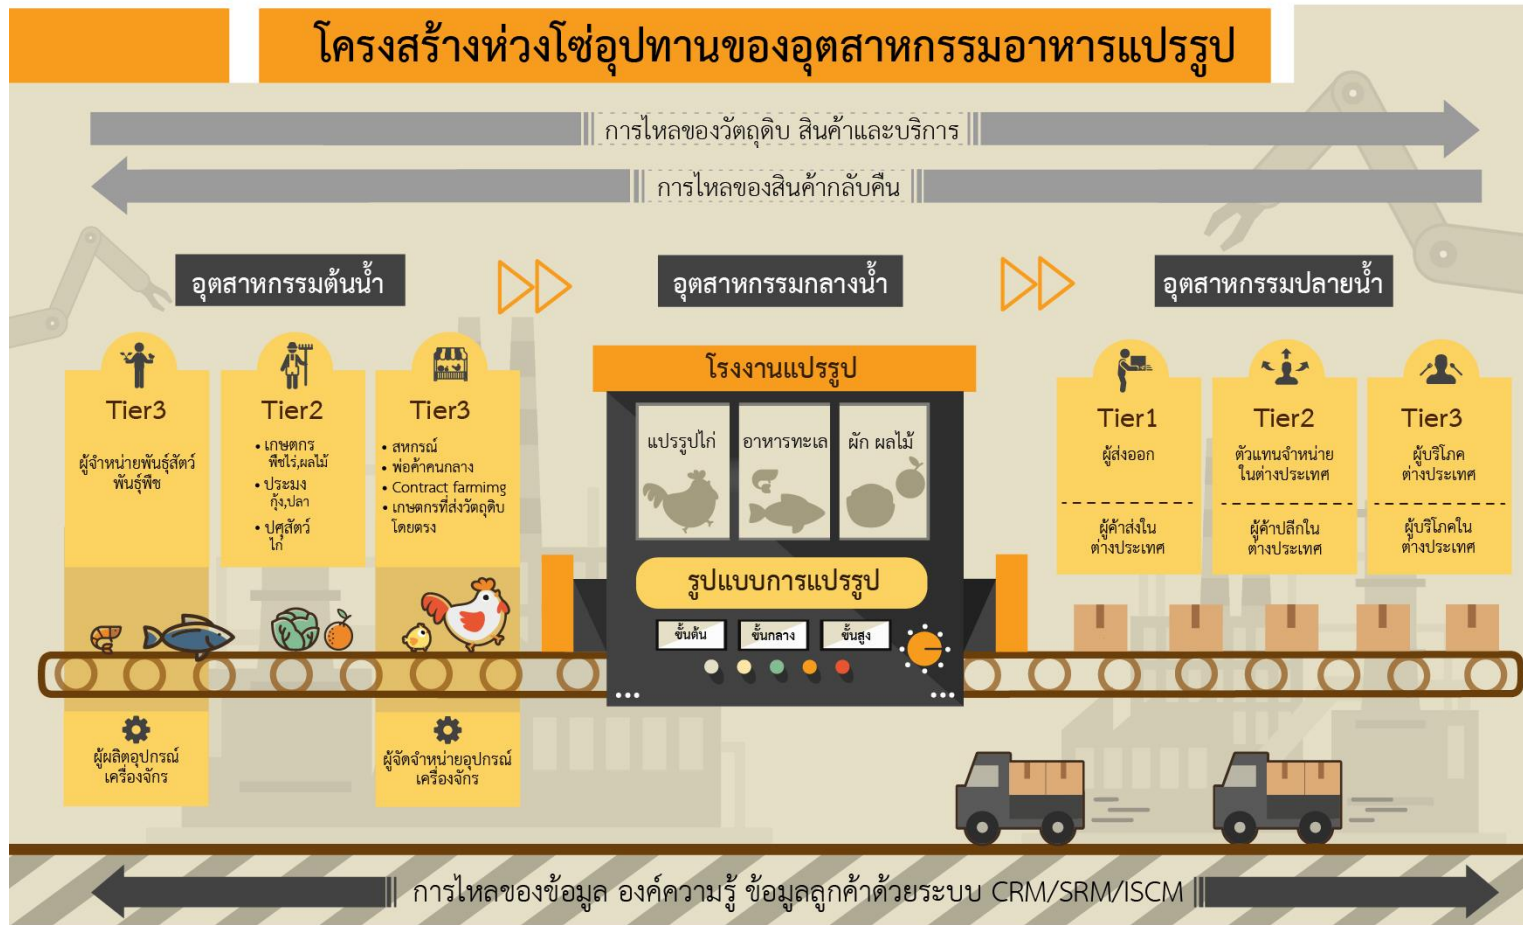 โครงสร้างห่วงโซ่อุปทานของอุตสาหกรรมอาหารแปรรูป
การไหลของวัตถุดิบ สินค้าและบริการ
การไหลของสินค้ากลับคืน
อุตสาหกรรมต้นน้ำ
อุตสาหกรรมกลางน้ำ
อุตสาหกรรมปลายน้ำ
Tier3
ผู้จำหน่ายพันธุ์สัตว์
พันธุ์พืช
Tier2
• เกษตกร
พืชไร่,ผลไม้
• ประมง
กุ้ง,ปลา
• ปศุสัตว์
ไก่
Tier3
• สหกรณ์
• พ่อค้าคนกลาง
• Contract farmimg
• เกษตกรที่ส่งวัตถุดิบ
โดยตรง
ผู้ผลิตอุปกรณ์
เครื่องจักร
ผู้จัดจำหน่ายอุปกรณ์
เครื่องจักร
โรงงานแปรรูป
แปรรูปไก่
อาหารทะเล
ผัก ผลไม้
รูปแบบการแปรรูป
ขั้นต้น
ขั้นกลาง
ขั้นสูง
Tier1
ผู้ส่งออก
ผู้ค้าส่งใน
ต่างประเทศ
Tier2
ตัวแทนจำหน่าย
ในต่างประเทศ
ผู้ค้าปลีกใน
ต่างประเทศ
Tier3
ผู้บริโภค
ต่างประเทศ
ผู้บริโภคใน
ต่างประเทศ
การไหลของข้อมูล องค์ความรู้ ข้อมูลลูกค้าด้วยระบบ CRM/SRM/ISCM